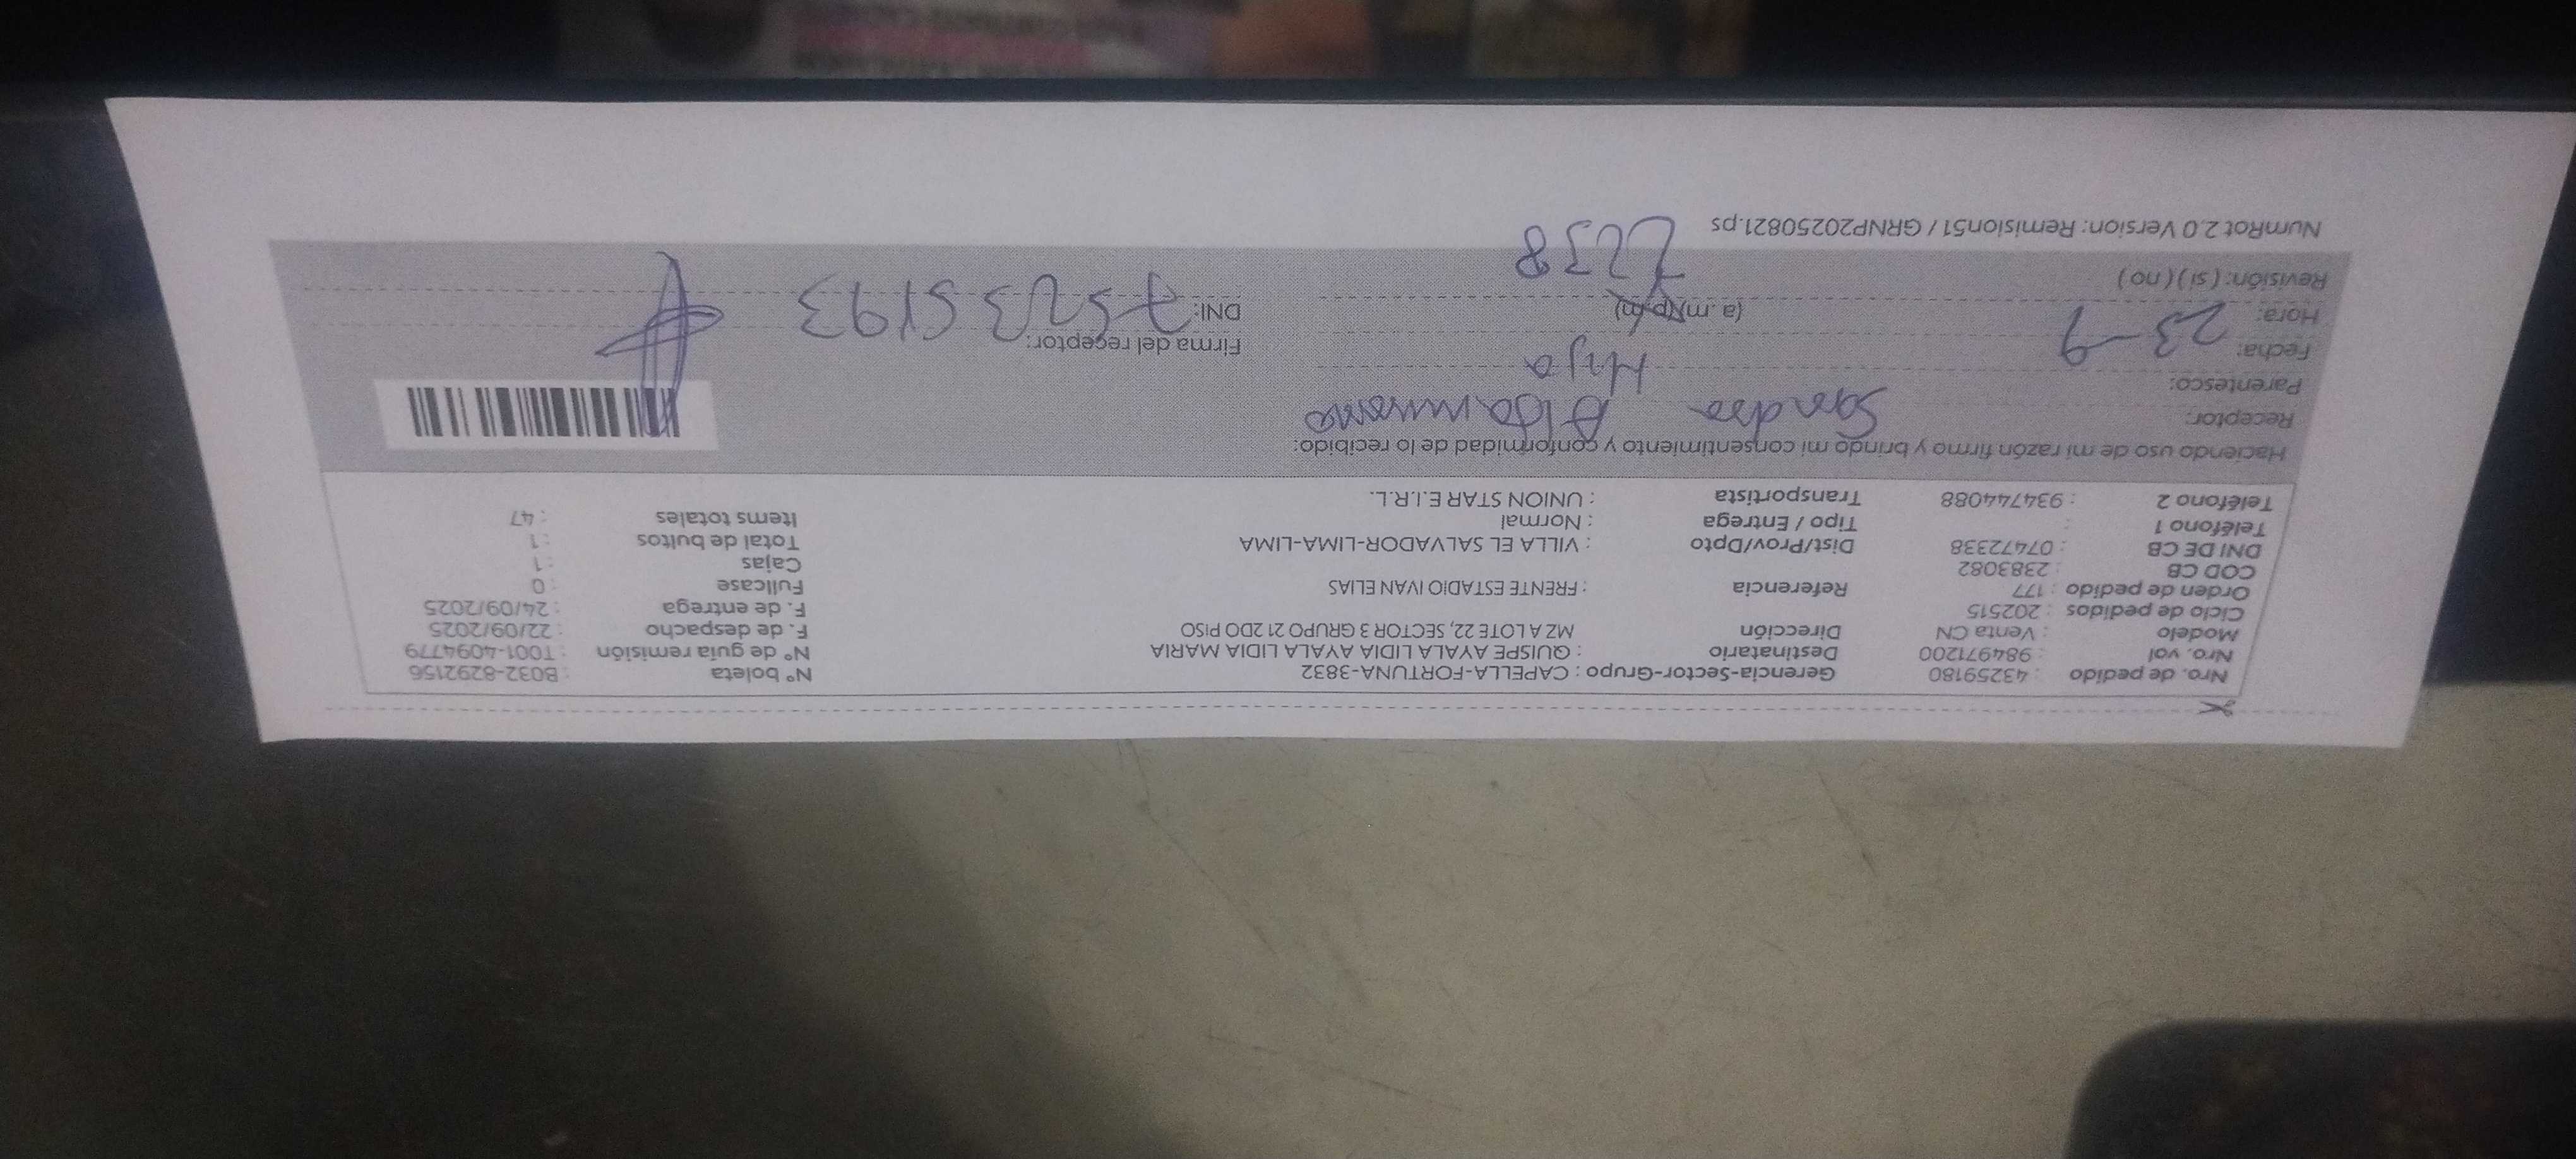 Nro. de pedido : 43259180 Gerencia-Sector-Grupo : CAPELLA-FORTUNA-3832 N° boleta : B032-8292156
Nro. vol : 984971200 Destinatario : QUISPE AYALA LIDIA AYALA LIDIA MARIA N° de guía remisión : T001-4094779
Modelo : Venta CN Dirección MZ A LOTE 22, SECTOR 3 GRUPO 21 2DO PISO F. de despacho : 22/09/2025
Ciclo de pedidos : 202515 F. de entrega : 24/09/2025
Orden de pedido : 177 Referencia : FRENTE ESTADIO IVAN ELIAS Fullcase : 0
COD CB : 2383082 Cajas : 1
DNI DE CB : 07472338 Dist/Prov/Dpto : VILLA EL SALVADOR-LIMA-LIMA Total de bultos : 1
Teléfono 1 : Tipo / Entrega : Normal Items totales : 47
Teléfono 2 : 934744088 Transportista : UNION STAR E.I.R.L.
Haciendo uso de mi razón firmo y brindo mi consentimiento y conformidad de lo recibido:
Receptor: Sandra
Parentesco: Hija
Fecha: 23-9 Firma del receptor:
Hora: (a.m)(p.m) DNI:
Revisión: ( si ) ( no )
NumRot 2.0 Version: Remision51 / GRNP20250821.ps